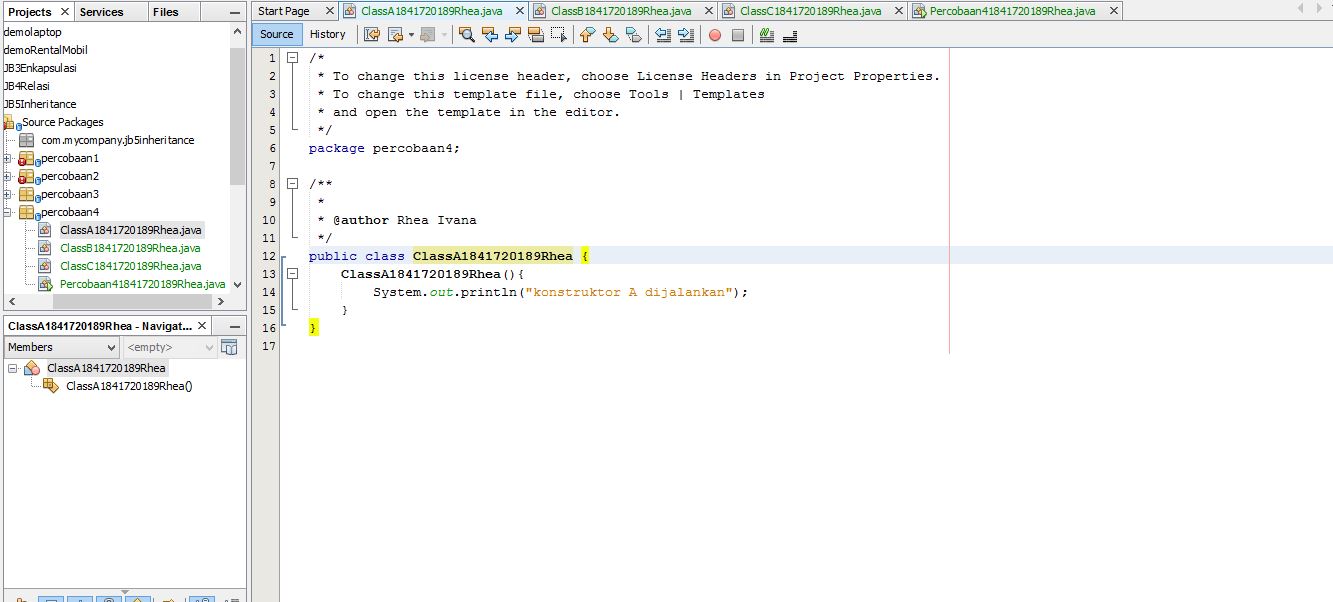 Projects Services Files
demolaptop
demoRentalMobil
JB3Enkapsulasi
JB4Relasi
JB5Inheritance
Source Packages
com.mycompany.jb5inheritance
percobaan1
percobaan2
percobaan3
percobaan4
ClassA1841720189Rhea.java
ClassB1841720189Rhea.java
ClassC1841720189Rhea.java
Percobaan41841720189Rhea.java
ClassA1841720189Rhea - Navigat...
Members <empty>
ClassA1841720189Rhea
ClassA1841720189Rhea()
Start Page ClassA1841720189Rhea.java ClassB1841720189Rhea.java ClassC1841720189Rhea.java Percobaan41841720189Rhea.java
Source History
1 /*
2 * To change this license header, choose License Headers in Project Properties.
3 * To change this template file, choose Tools | Templates
4 * and open the template in the editor.
5 */
6 package percobaan4;
7
8 /**
9 *
10 * @author Rhea Ivana
11 */
12 public class ClassA1841720189Rhea {
13 ClassA1841720189Rhea(){
14 System.out.println("konstruktor A dijalankan");
15 }
16 }
17